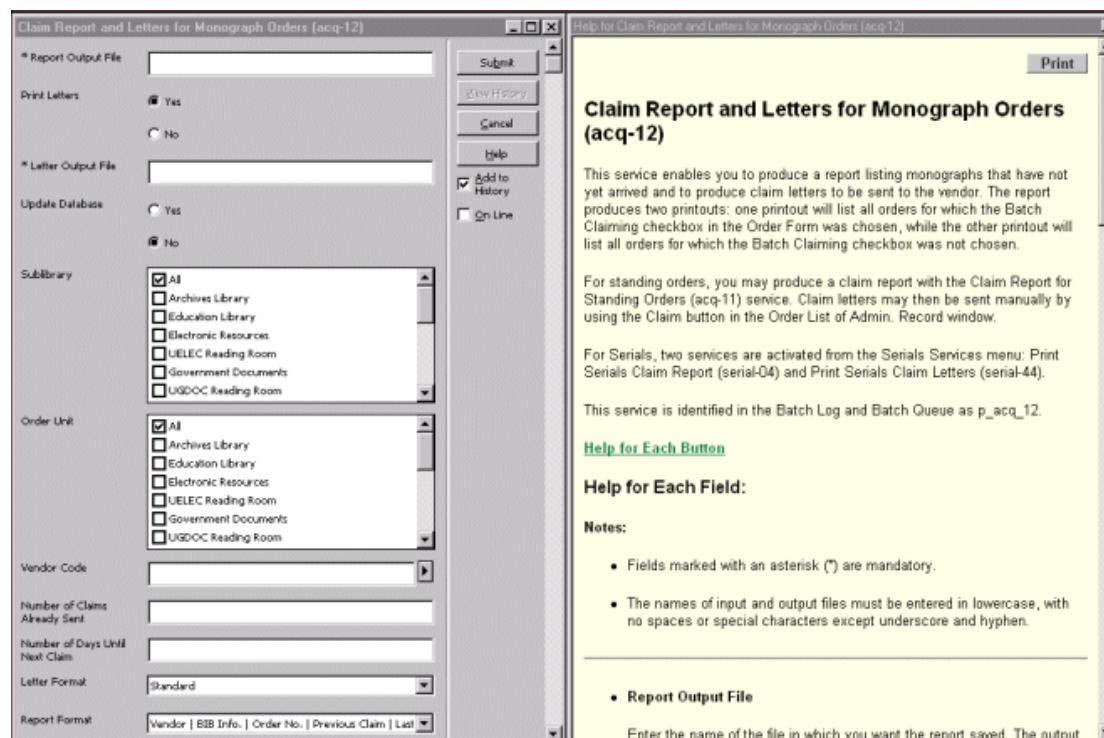 Claim Report and Letters for Monograph Orders (acq-12)
* Report Output File
Print Letters
Yes
No
* Letter Output File
Update Database
Yes
No
Sublibrary
All
Archives Library
Education Library
Electronic Resources
UELEC Reading Room
Government Documents
UGDOC Reading Room
Order Unit
All
Archives Library
Education Library
Electronic Resources
UELEC Reading Room
Government Documents
UGDOC Reading Room
Vendor Code
Number of Claims
Already Sent
Number of Days Until
Next Claim
Letter Format
Standard
Report Format
Vendor | BIB Info. | Order No. | Previous Claim | Last
Submit
View History
Cancel
Help
Add to
History
On Line
Help for Claim Report and Letters for Monograph Orders (acq-12)
Print
Claim Report and Letters for Monograph Orders
(acq-12)
This service enables you to produce a report listing monographs that have not
yet arrived and to produce claim letters to be sent to the vendor. The report
produces two printouts: one printout will list all orders for which the Batch
Claiming checkbox in the Order Form was chosen, while the other printout will
list all orders for which the Batch Claiming checkbox was not chosen.
For standing orders, you may produce a claim report with the Claim Report for
Standing Orders (acq-11) service. Claim letters may then be sent manually by
using the Claim button in the Order List of Admin. Record window.
For Serials, two services are activated from the Serials Services menu: Print
Serials Claim Report (serial-04) and Print Serials Claim Letters (serial-44).
This service is identified in the Batch Log and Batch Queue as p_acq_12.
Help for Each Button
Help for Each Field:
Notes:
• Fields marked with an asterisk (*) are mandatory.
• The names of input and output files must be entered in lowercase, with
no spaces or special characters except underscore and hyphen.
• Report Output File
Enter the name of the file in which you want the report saved. The output